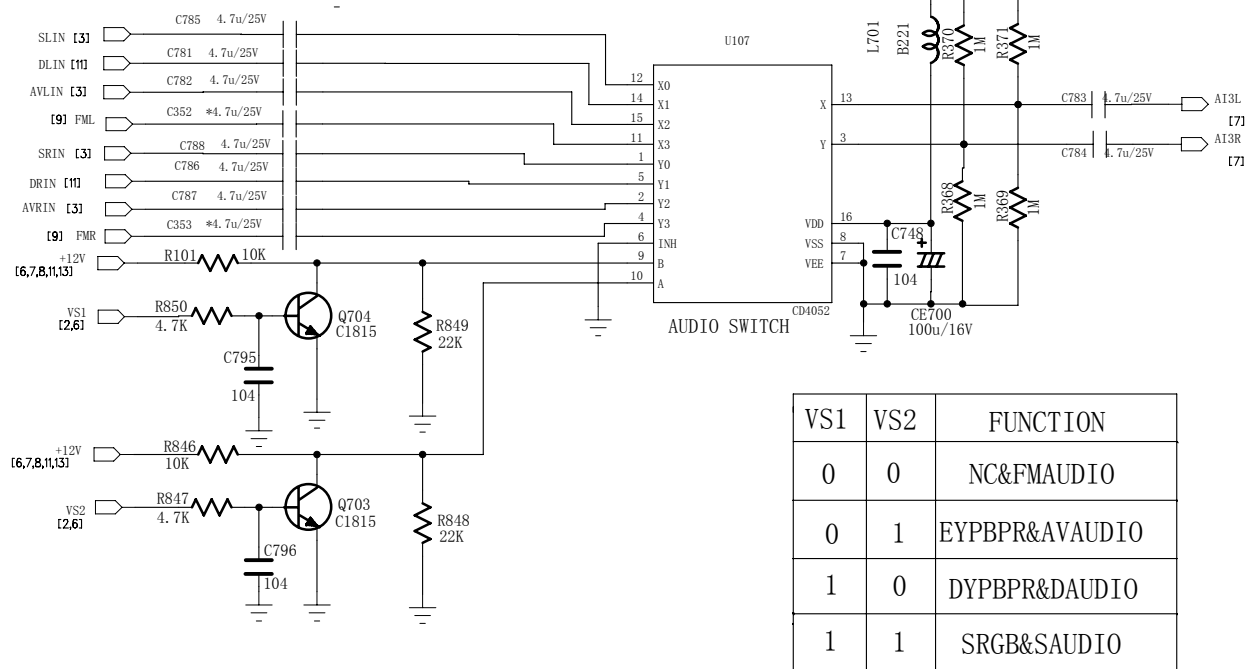 C785 4.7u/25V
SLIN [3]
C781 4.7u/25V
DLIN [11]
C782 4.7u/25V
AVLIN [3]
C352 *4.7u/25V
[9] FML
C788 4.7u/25V
SRIN [3]
C786 4.7u/25V
DRIN [11]
C787 4.7u/25V
AVRIN [3]
C353 *4.7u/25V
[9] FMR
+12V
[6,7,8,11,13]
R101 10K
VS1
[2,6]
R850
4.7K
Q704
C1815
R849
22K
C795
104
+12V
[6,7,8,11,13]
R846
10K
VS2
[2,6]
R847
4.7K
Q703
C1815
R848
22K
C796
104
U107
12 X0
14 X1
15 X2
11 X3
1 Y0
5 Y1
2 Y2
4 Y3
6 INH
9 B
10 A
X 13
Y 3
VDD 16
VSS 8
VEE 7
CD4052
AUDIO SWITCH
L701
B221
R370
1M
R371
1M
C783 4.7u/25V
AI3L
[7]
C784 4.7u/25V
AI3R
[7]
R368
1M
R369
1M
C748
104
+
CE700
100u/16V
VS1 VS2 FUNCTION
0 0 NC&FMAUDIO
0 1 EYPBPR&AVAUDIO
1 0 DYPBPR&DAUDIO
1 1 SRGB&SAUDIO